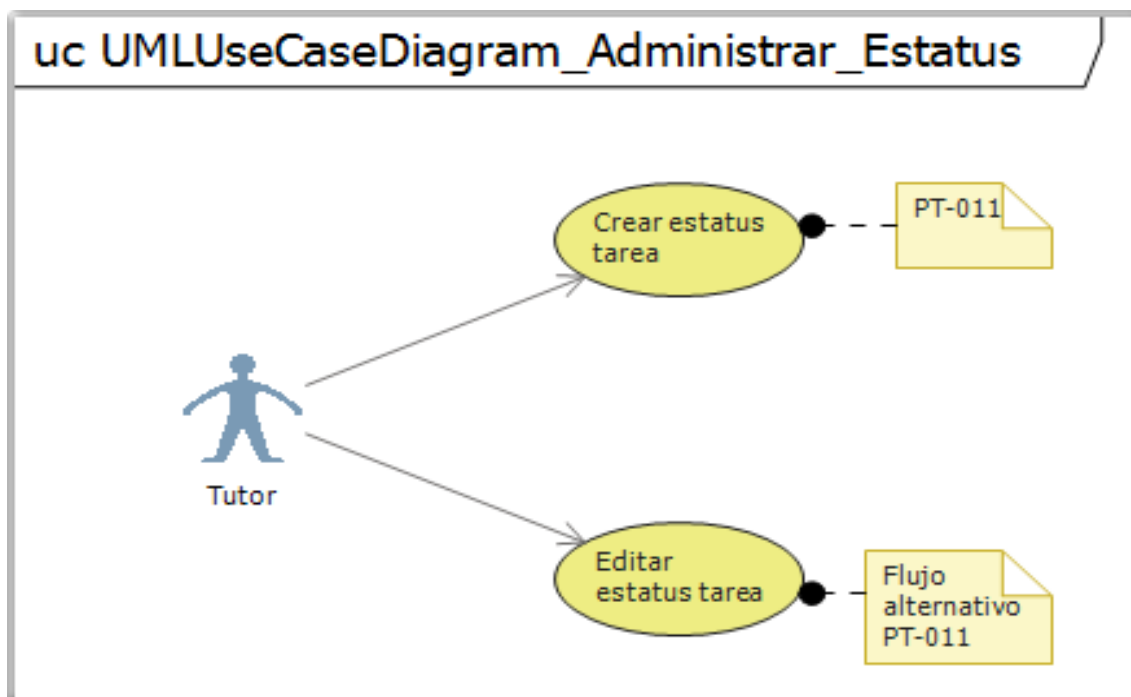 uc UMLUseCaseDiagram_Administrar_Estatus
Crear estatus
tarea
PT-011
Tutor
Editar
estatus tarea
Flujo
alternativo
PT-011